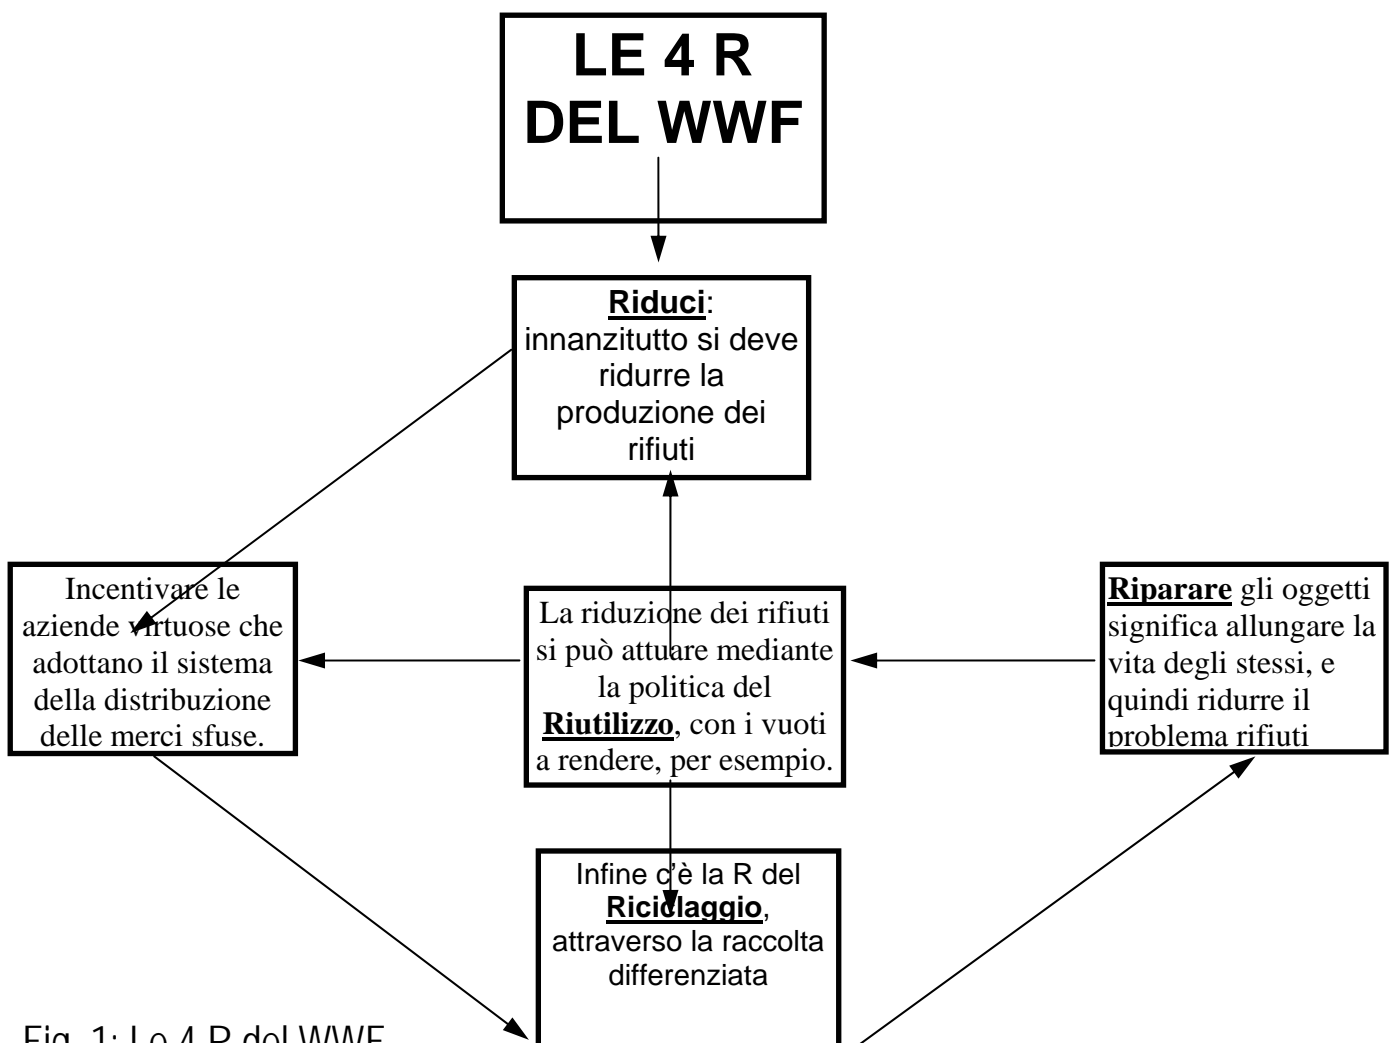 LE 4 R
DEL WWF
Riduci:
innanzitutto si deve
ridurre la
produzione dei
rifiuti
Incentivare le
aziende virtuose che
adottano il sistema
della distribuzione
delle merci sfuse.
La riduzione dei rifiuti
si può attuare mediante
la politica del
Riutilizzo, con i vuoti
a rendere, per esempio.
Riparare gli oggetti
significa allungare la
vita degli stessi, e
quindi ridurre il
problema rifiuti
Infine c'è la R del
Riciclaggio,
attraverso la raccolta
differenziata
Fig. 1: Le 4 R del WWF